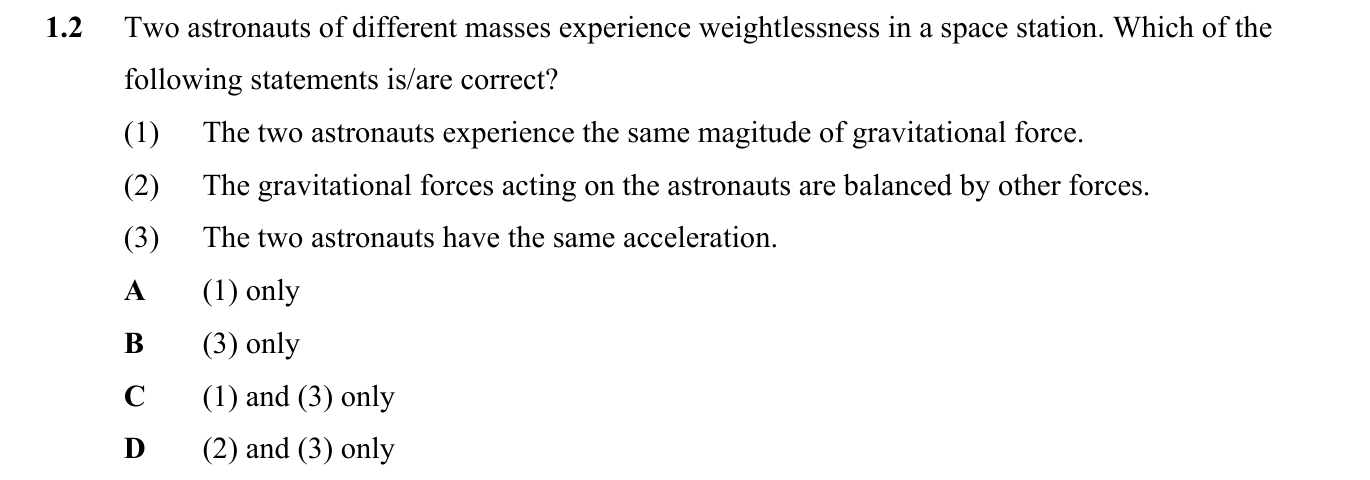 1.2 Two astronauts of different masses experience weightlessness in a space station. Which of the
following statements is/are correct?
(1) The two astronauts experience the same magitude of gravitational force.
(2) The gravitational forces acting on the astronauts are balanced by other forces.
(3) The two astronauts have the same acceleration.
A (1) only
B (3) only
C (1) and (3) only
D (2) and (3) only